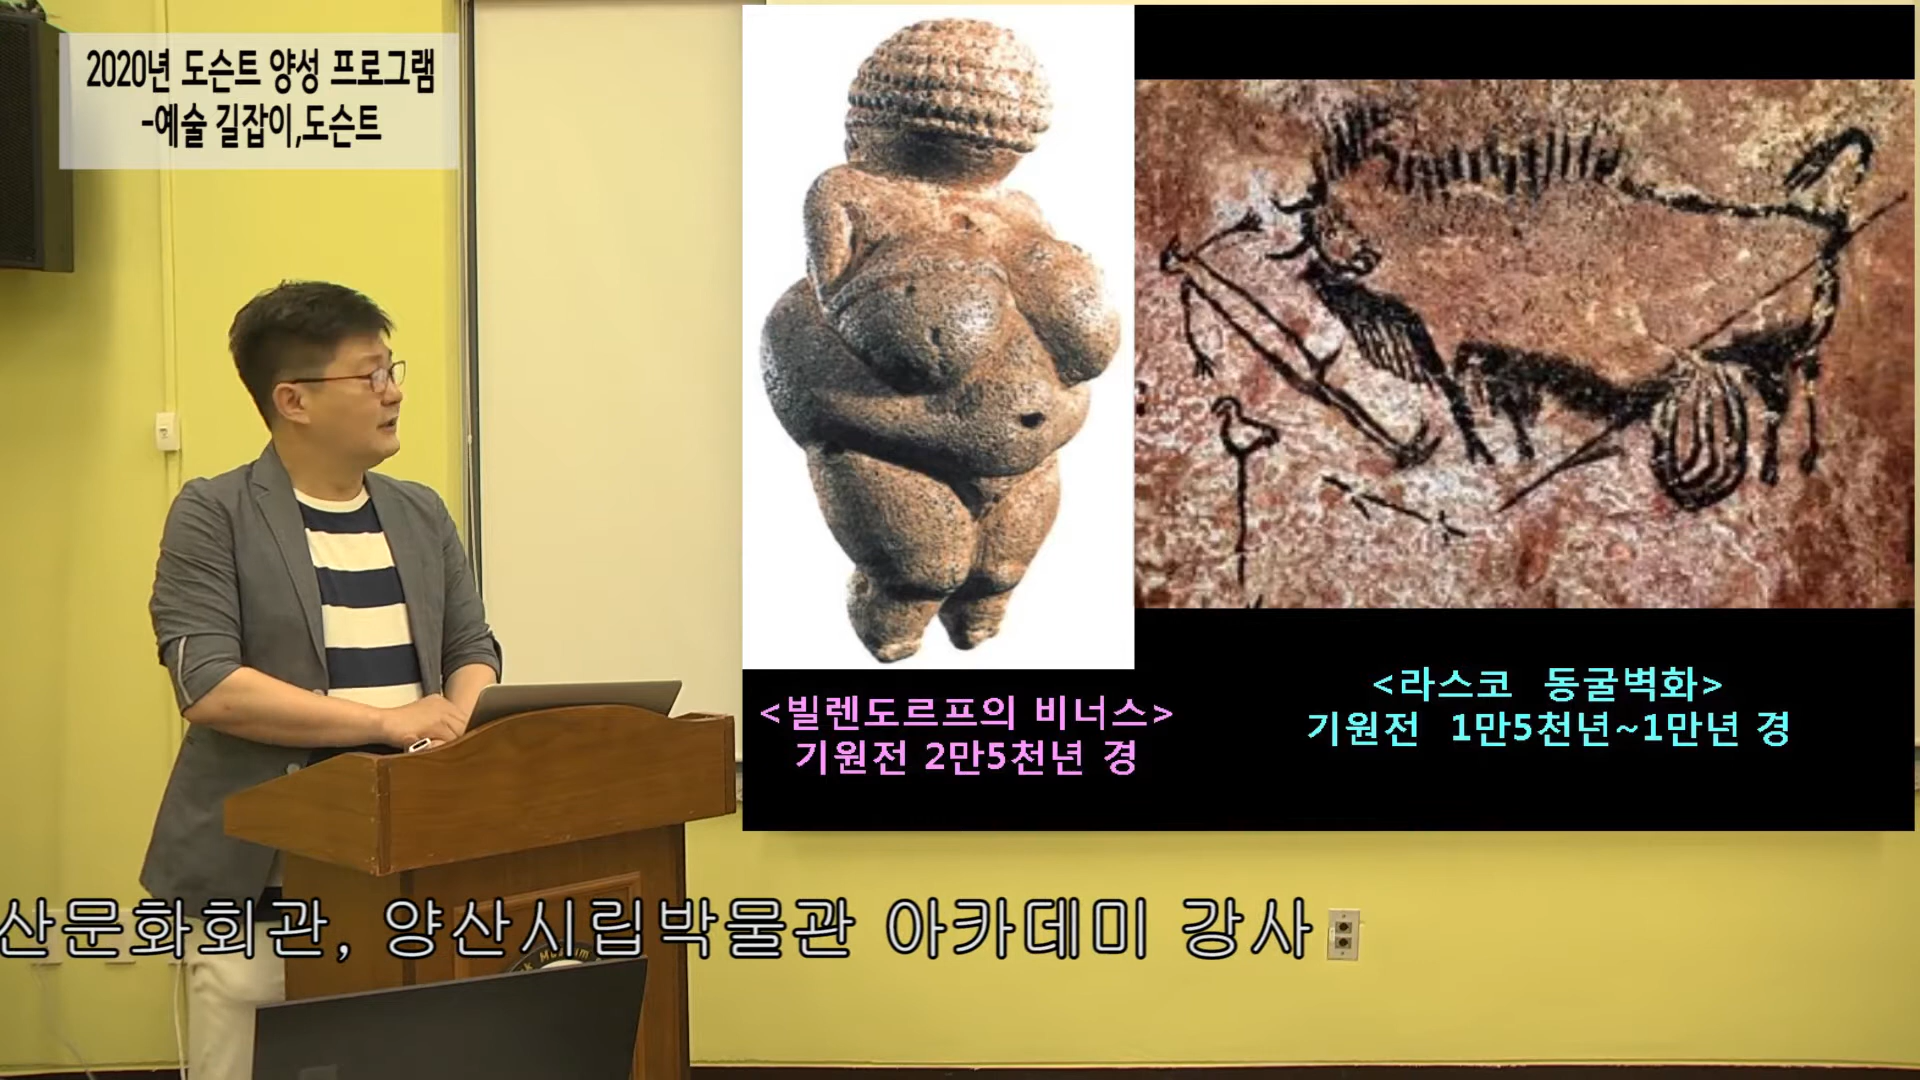 2020년 도슨트 양성 프로그램
-예술 길잡이,도슨트
<빌렌도르프의 비너스>
기원전 2만5천년 경
<라스코 동굴벽화>
기원전 1만5천년~1만년 경
산문화회관, 양산시립박물관 아카데미 강사
Museum